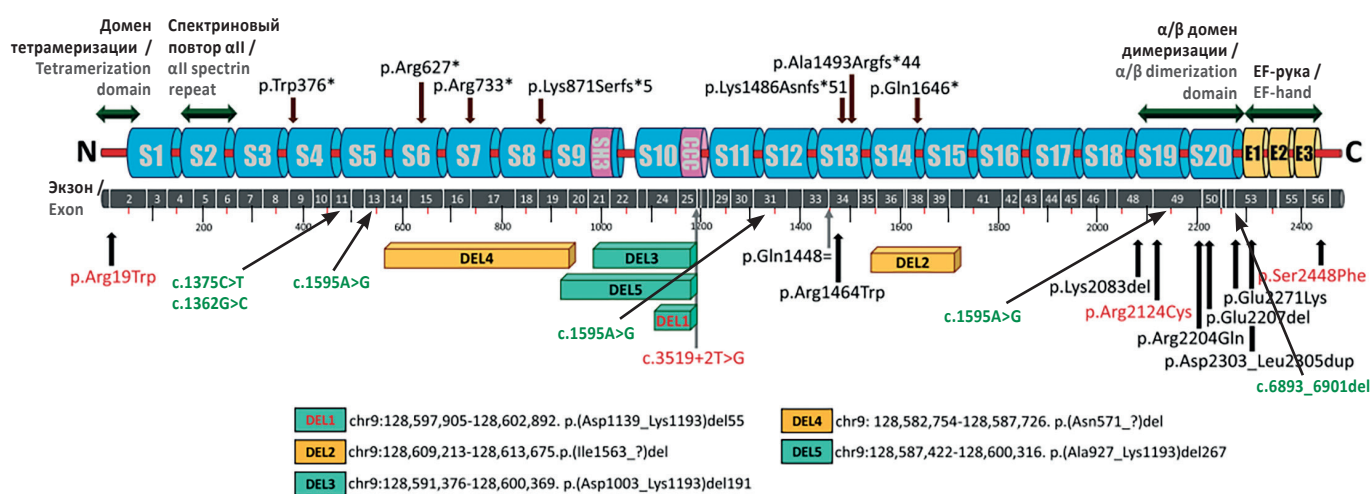 Домен
тетрамеризации /
Tetramerization
domain
Спектриновый
повтор αII /
αII spectrin
repeat
p.Trp376*
p.Arg627*
p.Arg733*
p.Lys871Serfs*5
p.Ala1493Argfs*44
p.Lys1486Asnfs*51
p.Gln1646*
α/β домен
димеризации /
α/β dimerization
domain
EF-рука /
EF-hand
N S1 S2 S3 S4 S5 S6 S7 S8 S9 SH3 S10 CCC S11 S12 S13 S14 S15 S16 S17 S18 S19 S20 E1 E2 E3 C
Экзон /
Exon
2 3 4 5 6 7 8 9 10 11 13 14 15 17 18 19 20 21 22 24 25 29 30 31 33 34 35 36 38 39 41 42 43 44 45 46 48 49 50 53 55 56
200 400 600 800 1000 1200 1400 1600 1800 2000 2200 2400
p.Arg19Trp
c.1375C>T
c.1362G>C
c.1595A>G
DEL4
DEL3
DEL5
DEL1
c.3519+2T>G
c.1595A>G
p.Gln1448=
p.Arg1464Trp
DEL2
c.1595A>G
p.Lys2083del
p.Arg2124Cys
p.Arg2204Gln
p.Asp2303_Leu2305dup
p.Glu2207del
p.Glu2271Lys
p.Ser2448Phe
c.6893_6901del
DEL1 chr9:128,597,905-128,602,892. p.(Asp1139_Lys1193)del55
DEL2 chr9:128,609,213-128,613,675.p.(Ile1563_?)del
DEL3 chr9:128,591,376-128,600,369. p.(Asp1003_Lys1193)del191
DEL4 chr9: 128,582,754-128,587,726. p.(Asn571_?)del
DEL5 chr9:128,587,422-128,600,316. p.(Ala927_Lys1193)del267